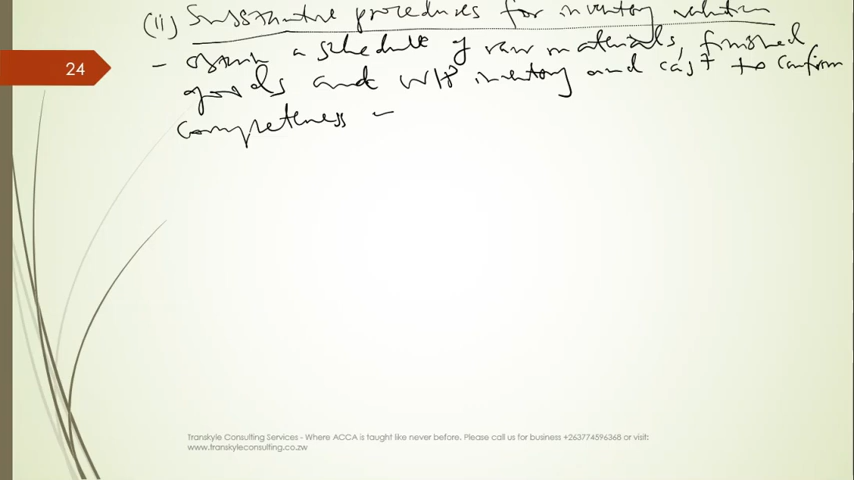 (ii) Substantive procedures for inventory valuation
24
- obtain a schedule of raw materials, finished
goods and WIP inventory and cast to confirm
completeness -
Transkyle Consulting Services - Where ACCA is taught like never before. Please call us for business +263774596368 or visit:
www.transkyleconsulting.co.zw